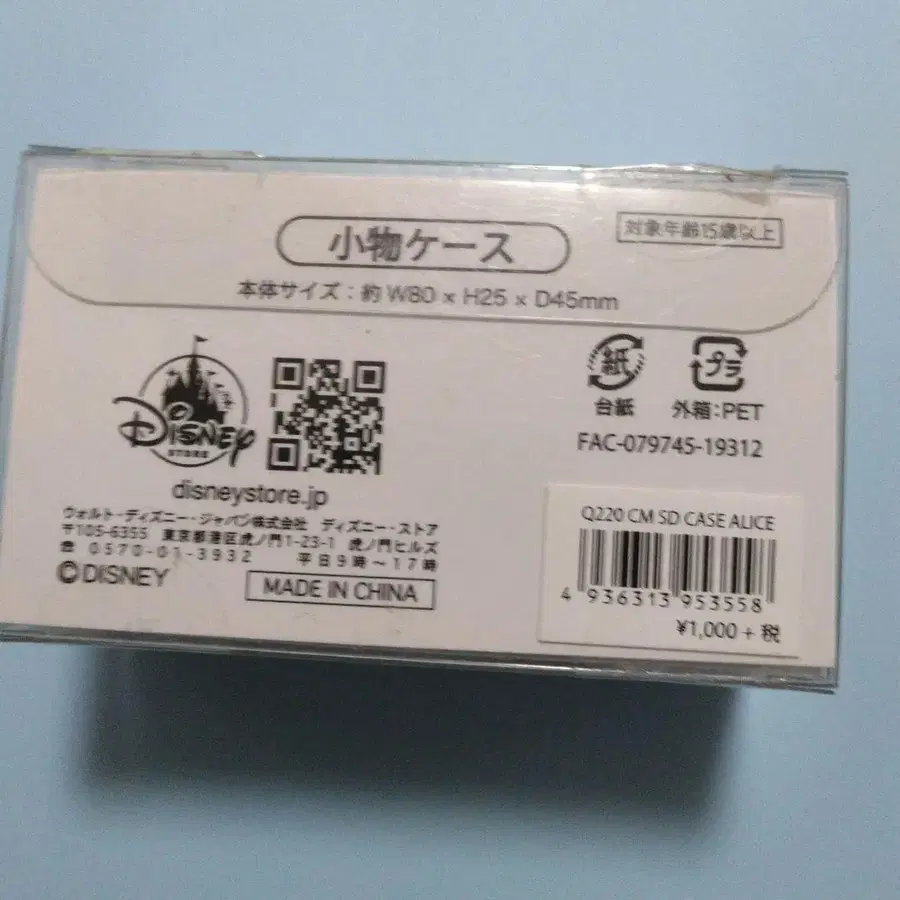 小物ケース
対象年齢15歳以上
本体サイズ：約 W80 × H25 × D45mm
紙
プラ
台紙
外箱：PET
FAC-079745-19312
Disney
STORE
disneystore.jp
ウォルト・ディズニー・ジャパン株式会社 ディズニー・ストア
〒105-6355 東京都港区虎ノ門1-23-1 虎ノ門ヒルズ
☎ 0570-01-3932 平日9時～17時
©DISNEY
MADE IN CHINA
Q220 CM SD CASE ALICE
4 936313 953558
¥1,000 + 税